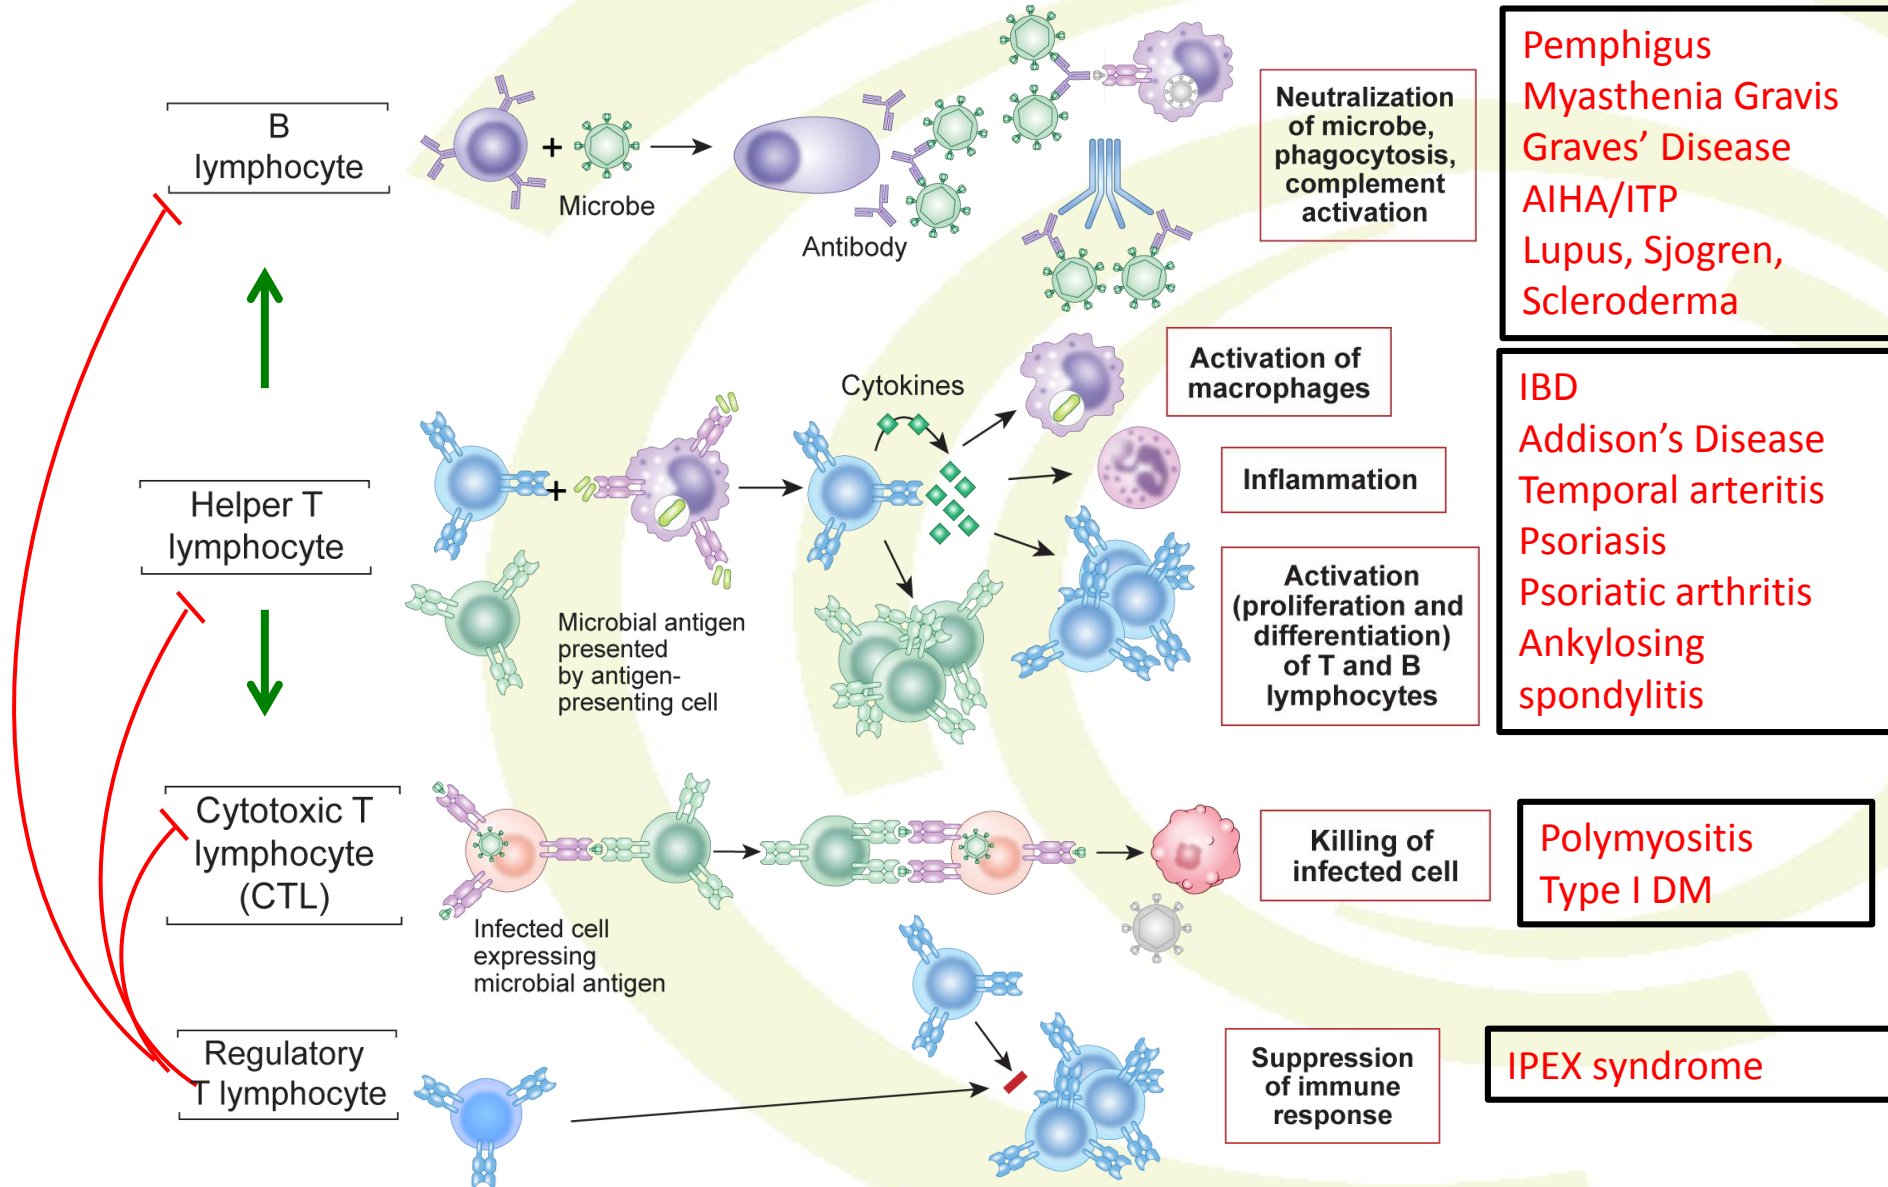 B
lymphocyte
+
Microbe
Antibody
Neutralization
of microbe,
phagocytosis,
complement
activation
Pemphigus
Myasthenia Gravis
Graves’ Disease
AIHA/ITP
Lupus, Sjogren,
Scleroderma
Helper T
lymphocyte
+
Microbial antigen
presented
by antigen-
presenting cell
Cytokines
Activation of
macrophages
Inflammation
Activation
(proliferation and
differentiation)
of T and B
lymphocytes
IBD
Addison’s Disease
Temporal arteritis
Psoriasis
Psoriatic arthritis
Ankylosing
spondylitis
Cytotoxic T
lymphocyte
(CTL)
Infected cell
expressing
microbial antigen
Killing of
infected cell
Polymyositis
Type I DM
Regulatory
T lymphocyte
Suppression
of immune
response
IPEX syndrome